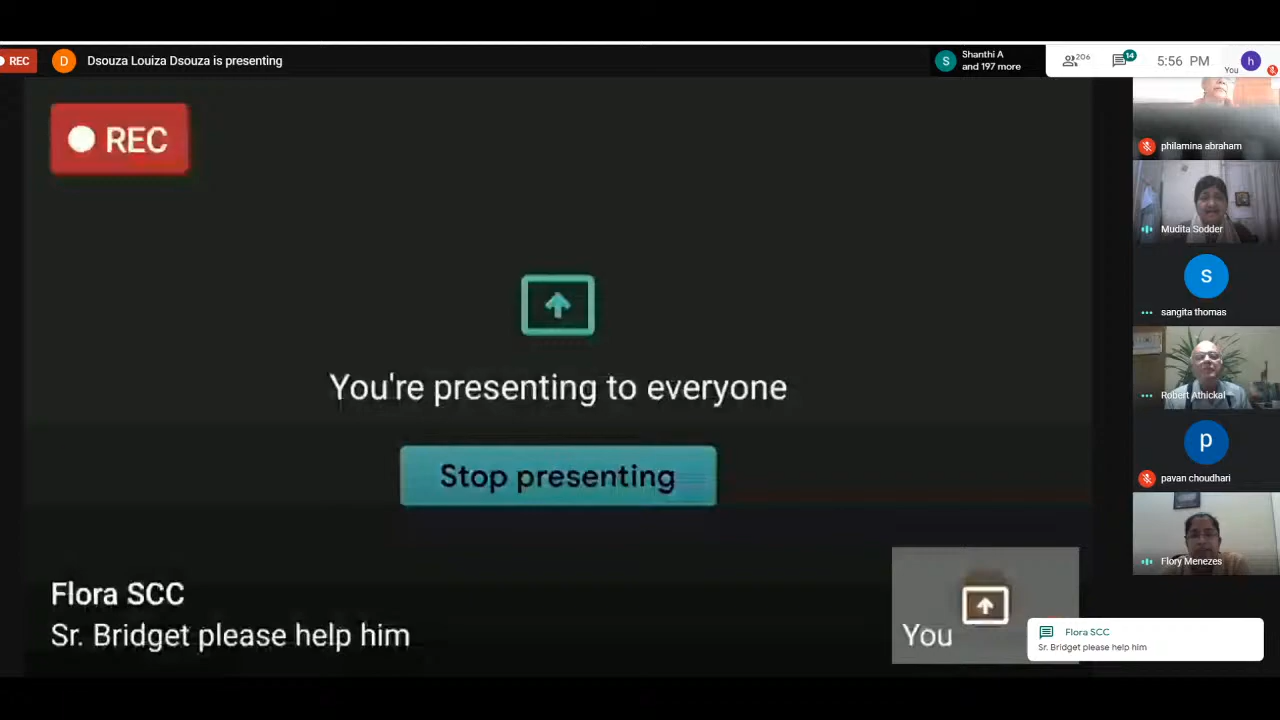 REC
D
Dsouza Louiza Dsouza is presenting
S
Shanthi A
and 197 more
206
14
5:56 PM
You
h
REC
You're presenting to everyone
Stop presenting
Flora SCC
Sr. Bridget please help him
You
philamina abraham
Mudita Sodder
s
sangita thomas
Robert Athickal
p
pavan choudhari
Flory Menezes
Flora SCC
Sr. Bridget please help him